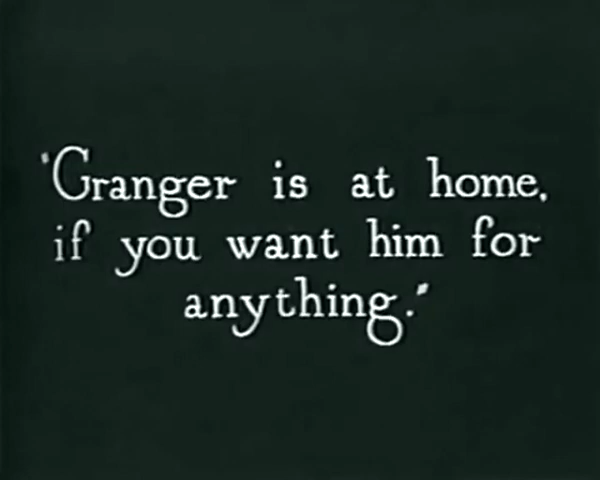 "Granger is at home,
if you want him for
anything."